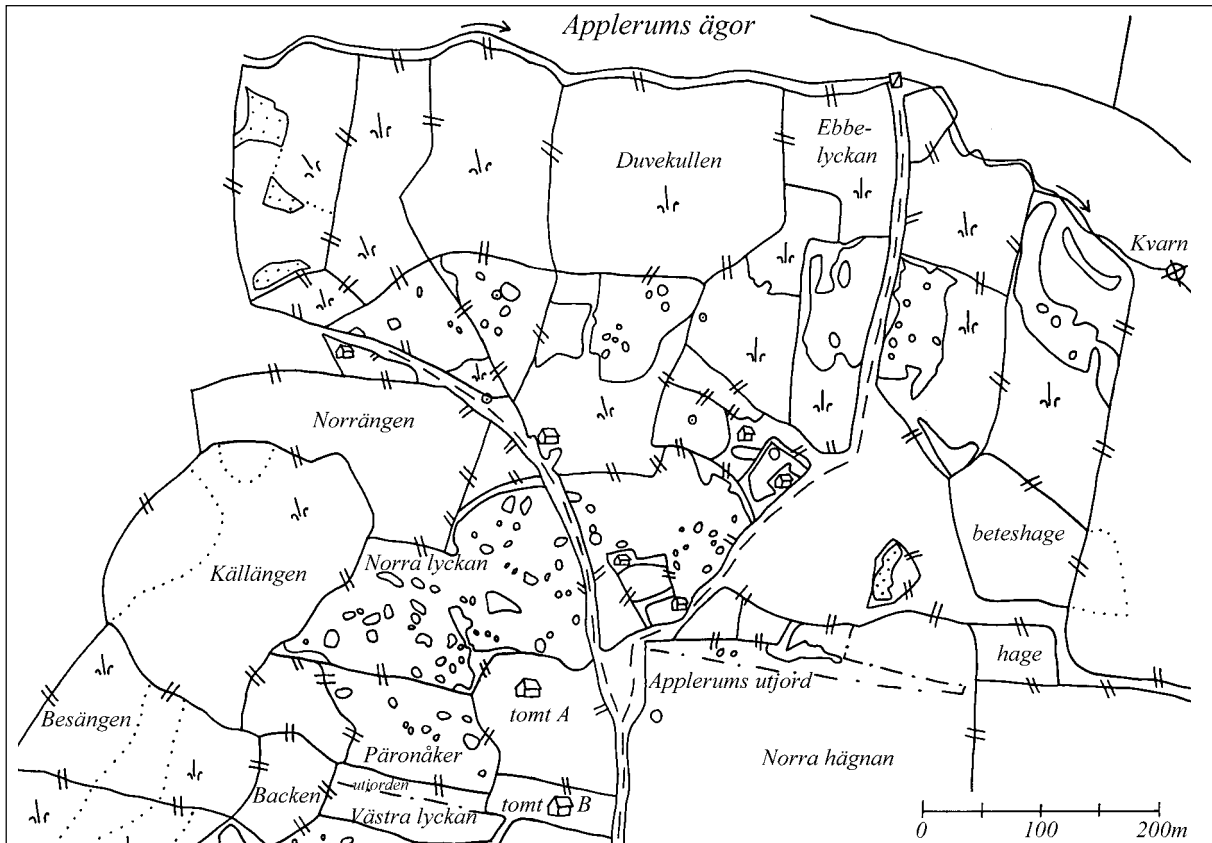 Applerums ägor
Ebbe-
lyckan
Duvekullen
Kvarn
Norrängen
beteshage
Norra lyckan
Källängen
hage
Applerums utjord
Besängen
tomt A
Päronåker
Norra hägnan
utjorden
Backen
tomt B
Västra lyckan
0 100 200m